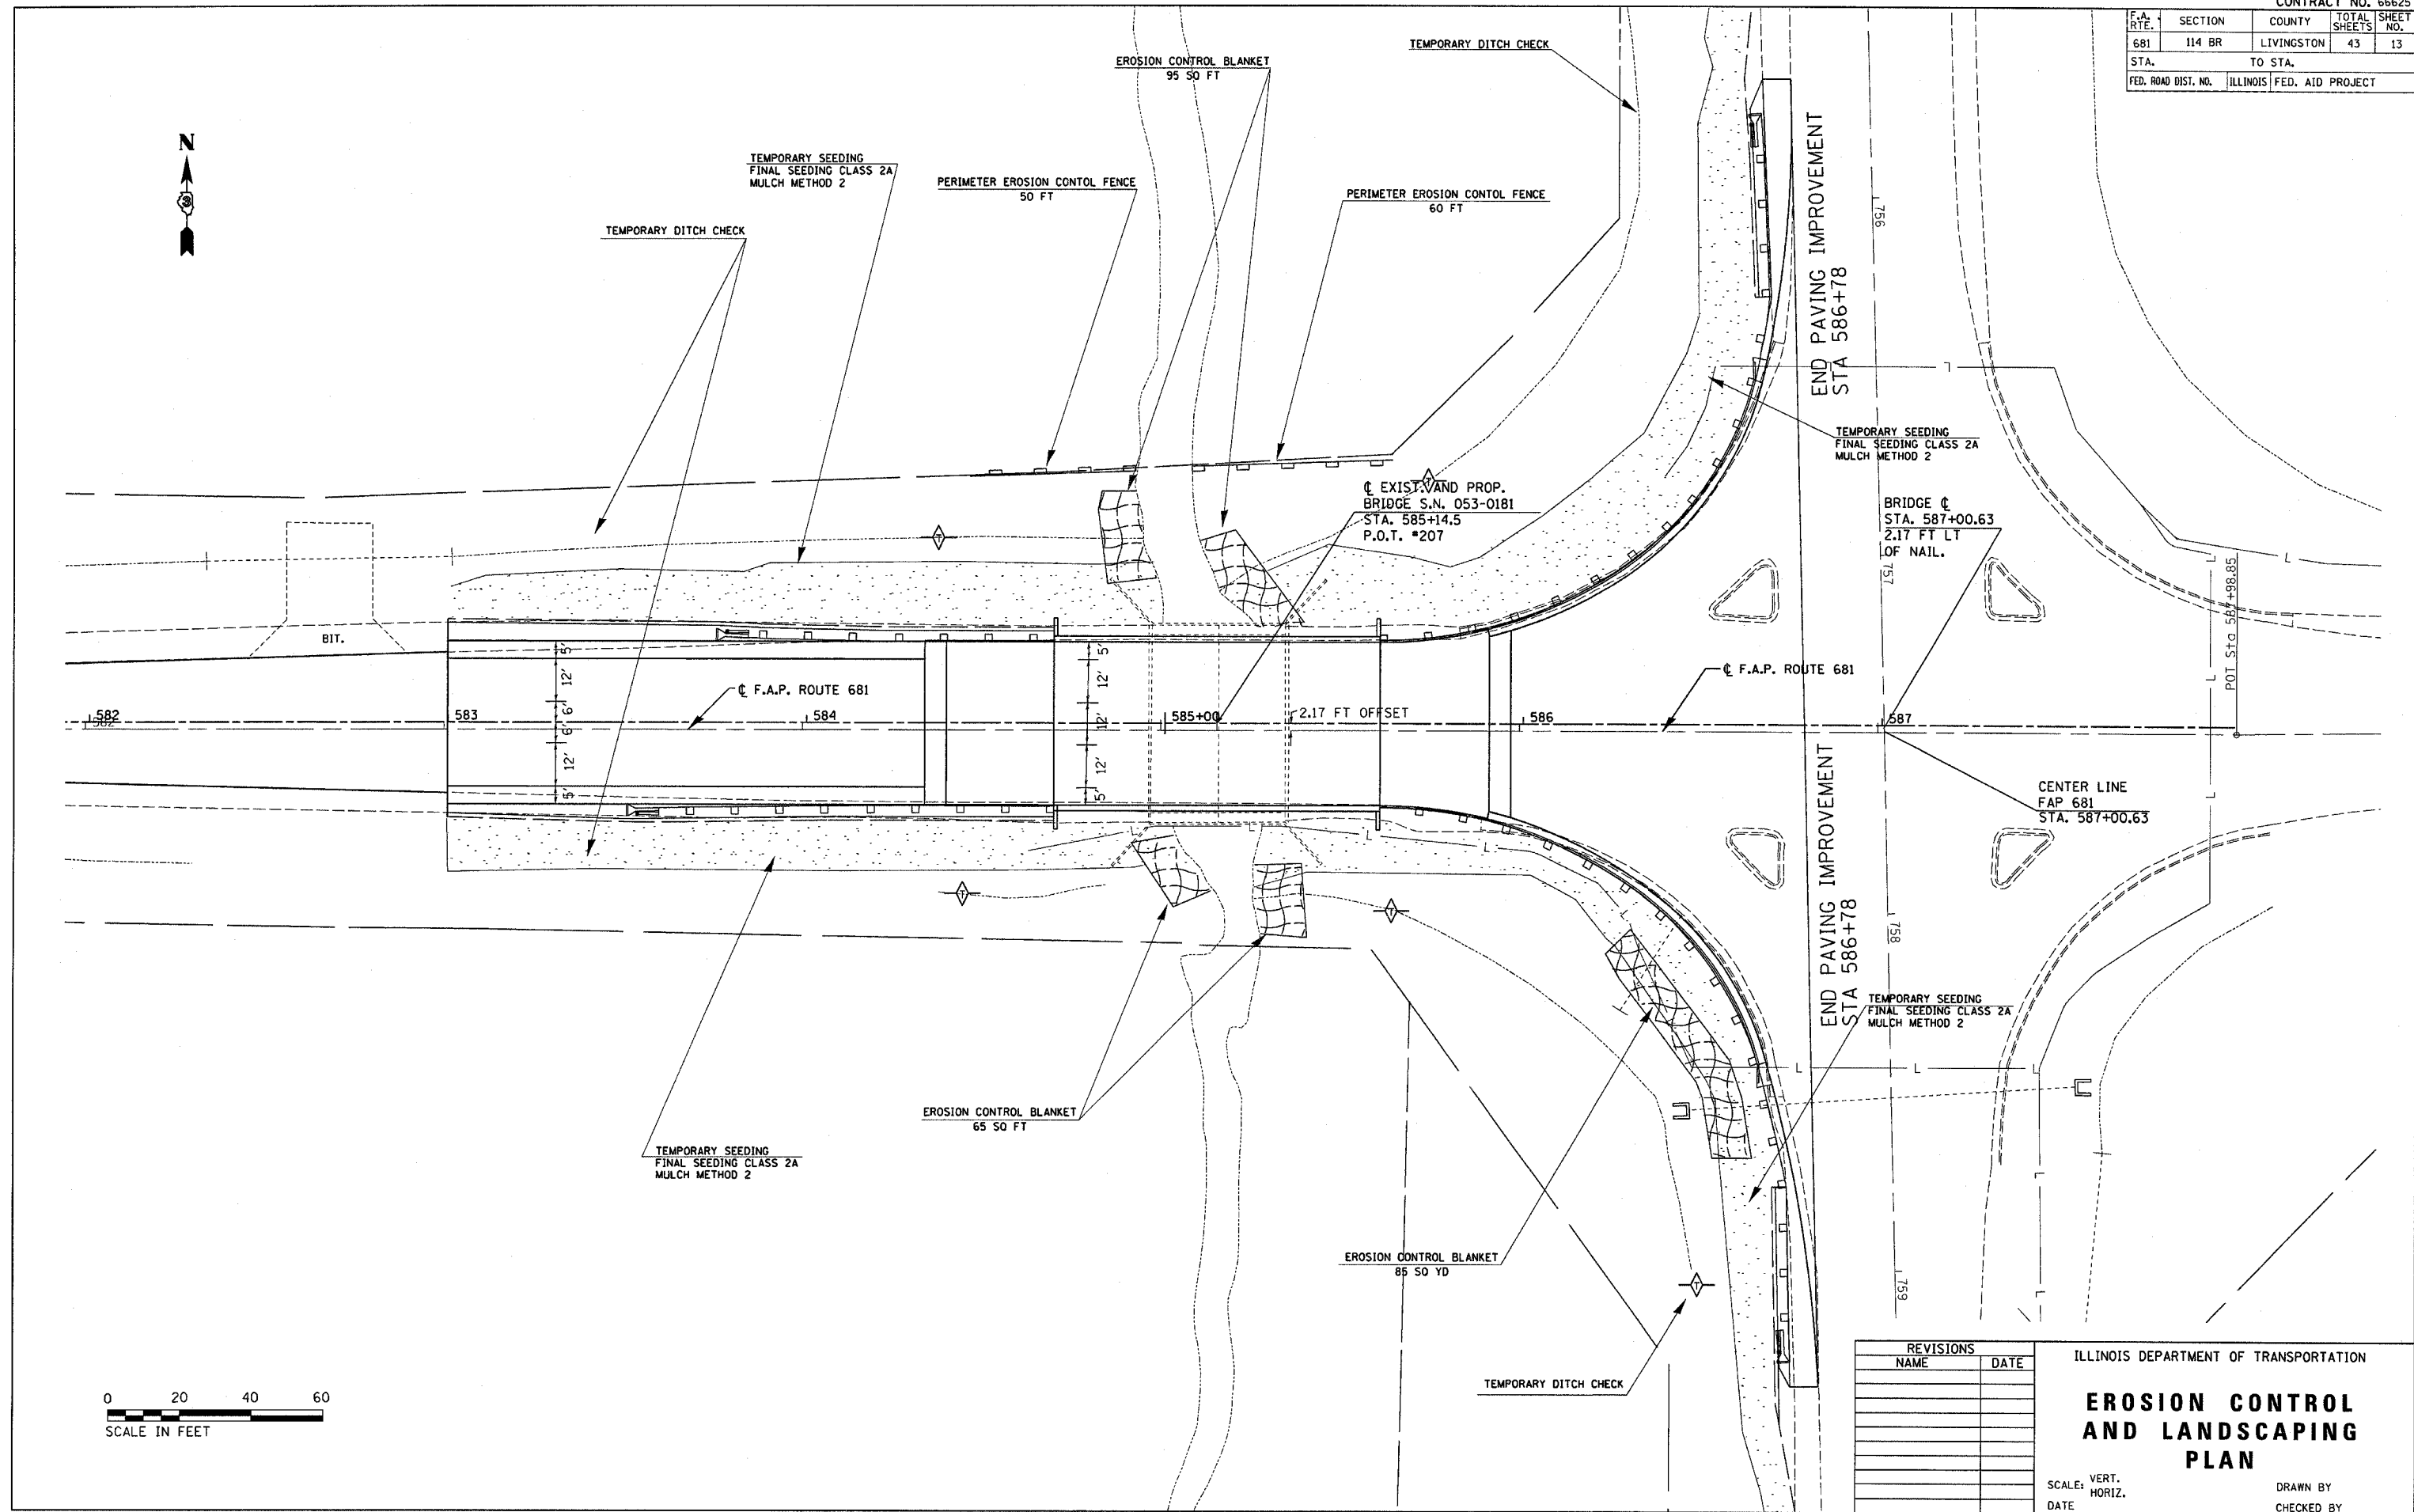 CONTRACT NO. 66625
F.A. RTE. SECTION COUNTY TOTAL SHEETS SHEET NO.
681 114 BR LIVINGSTON 43 13
STA. TO STA.
FED. ROAD DIST. NO. ILLINOIS FED. AID PROJECT
N
TEMPORARY DITCH CHECK
EROSION CONTROL BLANKET
95 SQ FT
TEMPORARY SEEDING
FINAL SEEDING CLASS 2A
MULCH METHOD 2
PERIMETER EROSION CONTOL FENCE
50 FT
PERIMETER EROSION CONTOL FENCE
60 FT
TEMPORARY DITCH CHECK
END PAVING IMPROVEMENT
STA 586+78
756
TEMPORARY SEEDING
FINAL SEEDING CLASS 2A
MULCH METHOD 2
℄ EXIST. AND PROP.
BRIDGE S.N. 053-0181
STA. 585+14.5
P.O.T. #207
BRIDGE ℄
STA. 587+00.63
2.17 FT LT
OF NAIL.
757
T
T
L
L
POT Sta 587+98.85
BIT.
5'
12'
6'
6'
12'
5'
5'
12'
12'
12'
5'
℄ F.A.P. ROUTE 681
℄ F.A.P. ROUTE 681
582
582
583
584
585+00
2.17 FT OFFSET
586
587
CENTER LINE
FAP 681
STA. 587+00.63
END PAVING IMPROVEMENT
STA 586+78
758
T
T
TEMPORARY SEEDING
FINAL SEEDING CLASS 2A
MULCH METHOD 2
EROSION CONTROL BLANKET
65 SQ FT
TEMPORARY SEEDING
FINAL SEEDING CLASS 2A
MULCH METHOD 2
EROSION CONTROL BLANKET
85 SQ YD
T
759
TEMPORARY DITCH CHECK
0 20 40 60
SCALE IN FEET
REVISIONS
NAME DATE
ILLINOIS DEPARTMENT OF TRANSPORTATION
EROSION CONTROL
AND LANDSCAPING
PLAN
SCALE: VERT.
HORIZ.
DRAWN BY
DATE
CHECKED BY